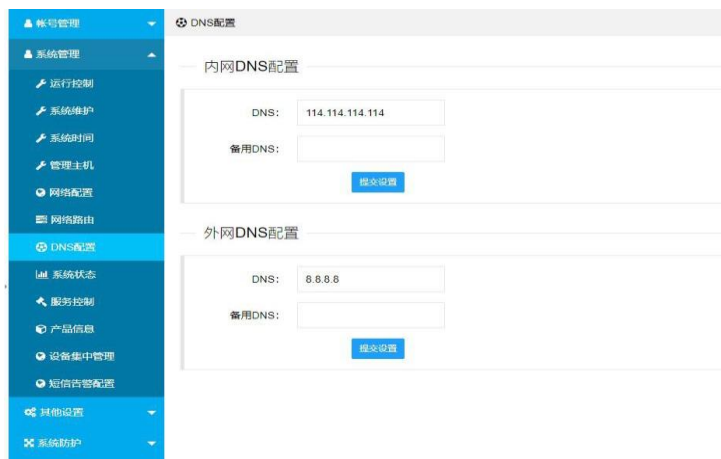 帐号管理
系统管理
运行控制
系统维护
系统时间
管理主机
网络配置
网络路由
DNS配置
系统状态
服务控制
产品信息
设备集中管理
短信告警配置
其他设置
系统防护
DNS配置
内网DNS配置
DNS: 114.114.114.114
备用DNS:
提交设置
外网DNS配置
DNS: 8.8.8.8
备用DNS:
提交设置